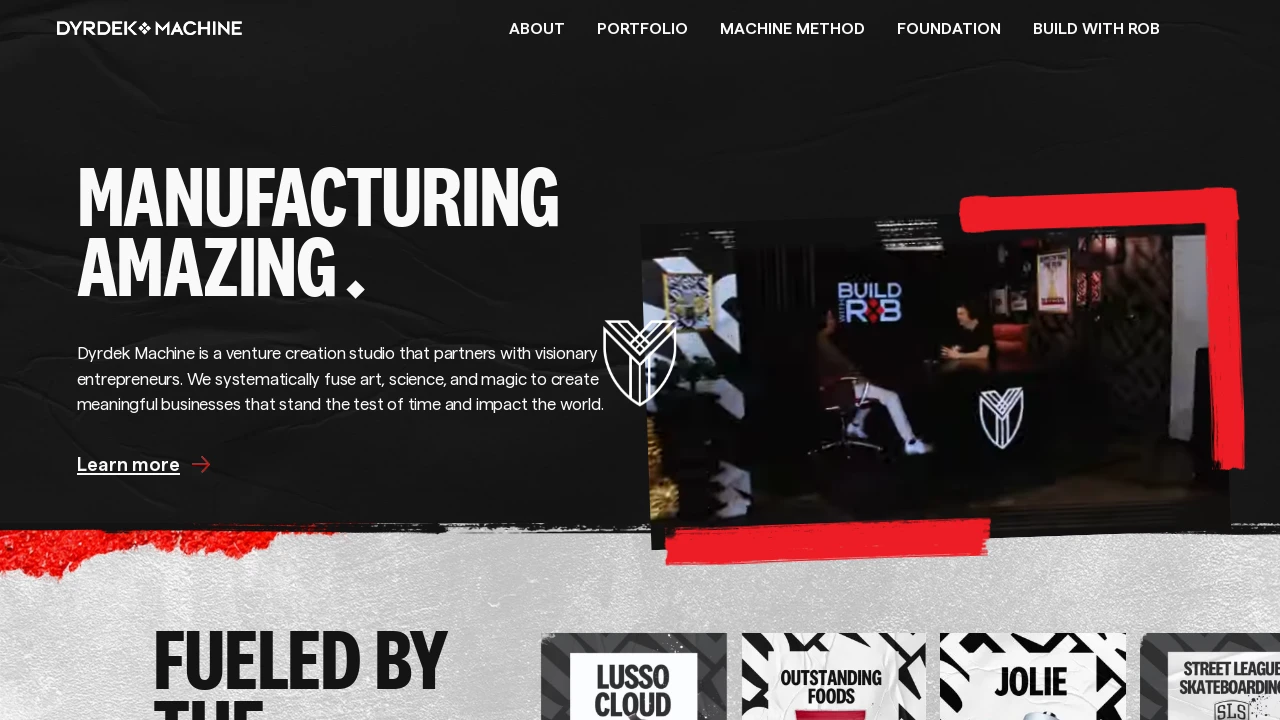 DYRDEK MACHINE
ABOUT
PORTFOLIO
MACHINE METHOD
FOUNDATION
BUILD WITH ROB
MANUFACTURING
AMAZING.
Dyrdek Machine is a venture creation studio that partners with visionary
entrepreneurs. We systematically fuse art, science, and magic to create
meaningful businesses that stand the test of time and impact the world.
Learn more
BUILD
WITH
ROB
FUELED BY
THE
LUSSO
CLOUD
OUTSTANDING
FOODS
JOLIE
STREET LEAGUE
SKATEBOARDING
SLS